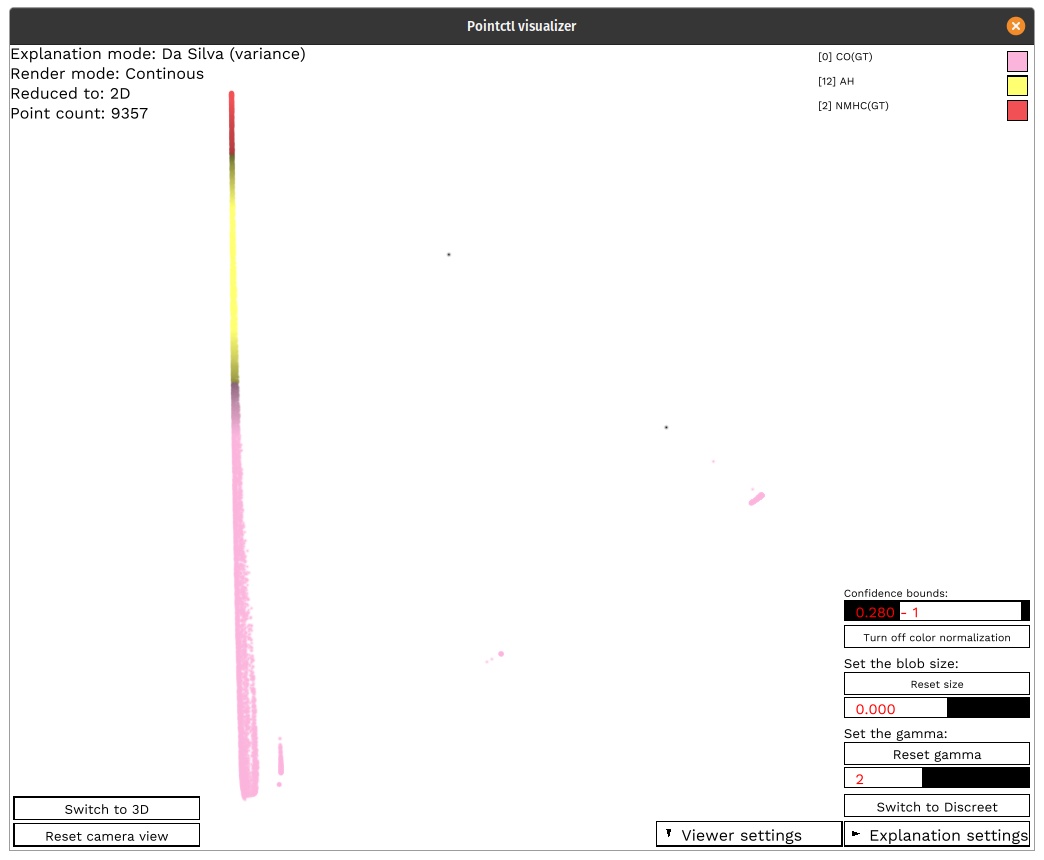 Pointctl visualizer
Explanation mode: Da Silva (variance)
Render mode: Continous
Reduced to: 2D
Point count: 9357
[0] CO(GT)
[12] AH
[2] NMHC(GT)
Confidence bounds:
0.280 - 1
Turn off color normalization
Set the blob size:
Reset size
0.000
Set the gamma:
Reset gamma
2
Switch to Discreet
Switch to 3D
Reset camera view
Viewer settings
Explanation settings